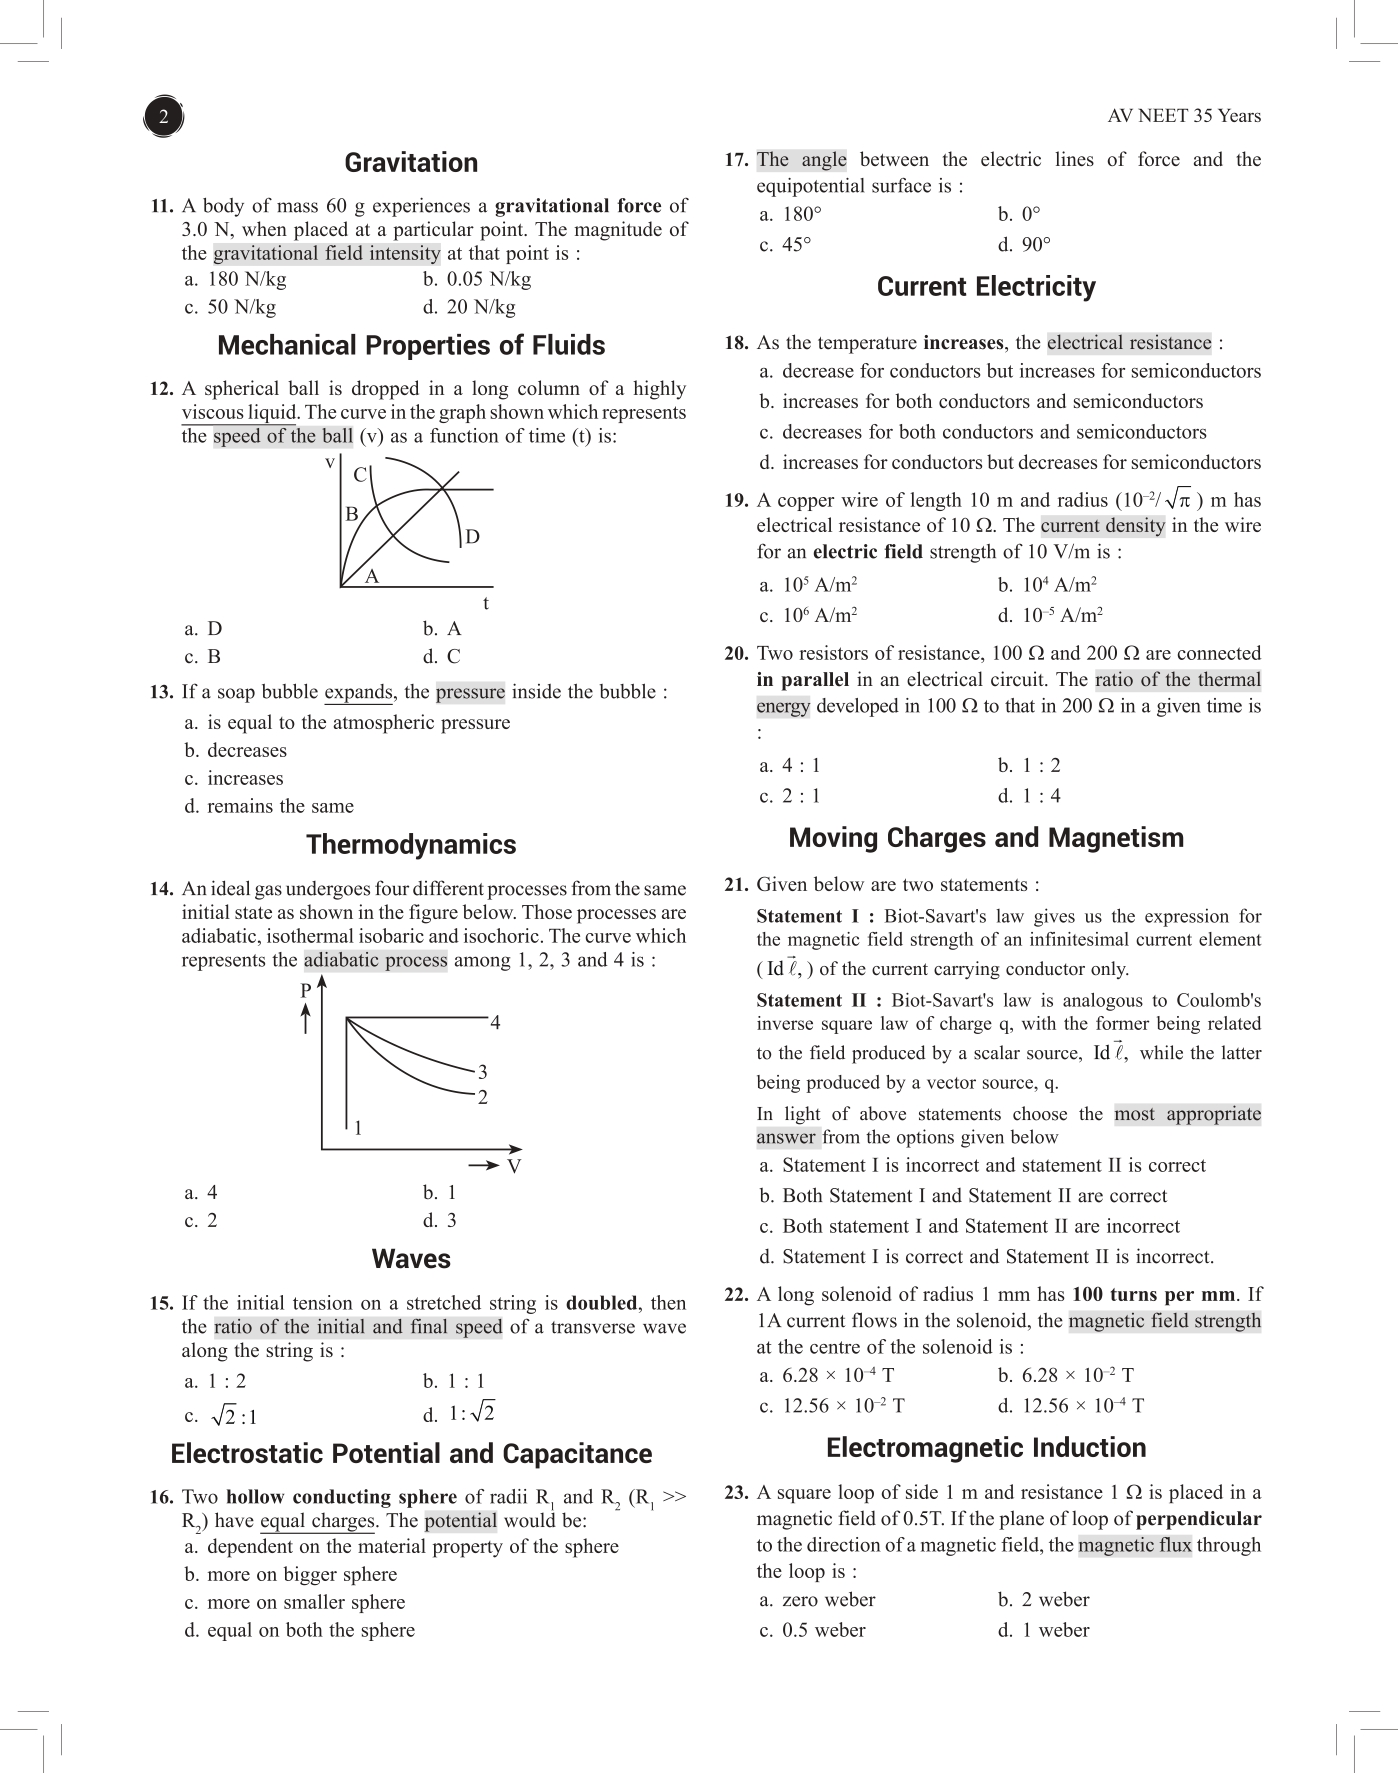 2
AV NEET 35 Years
Gravitation
11. A body of mass 60 g experiences a gravitational force of
3.0 N, when placed at a particular point. The magnitude of
the gravitational field intensity at that point is :
a. 180 N/kg b. 0.05 N/kg
c. 50 N/kg d. 20 N/kg
Mechanical Properties of Fluids
12. A spherical ball is dropped in a long column of a highly
viscous liquid. The curve in the graph shown which represents
the speed of the ball (v) as a function of time (t) is:
v
C
B
D
A
t
a. D b. A
c. B d. C
13. If a soap bubble expands, the pressure inside the bubble :
a. is equal to the atmospheric pressure
b. decreases
c. increases
d. remains the same
Thermodynamics
14. An ideal gas undergoes four different processes from the same
initial state as shown in the figure below. Those processes are
adiabatic, isothermal isobaric and isochoric. The curve which
represents the adiabatic process among 1, 2, 3 and 4 is :
P
4
3
2
1
V
a. 4 b. 1
c. 2 d. 3
Waves
15. If the initial tension on a stretched string is doubled, then
the ratio of the initial and final speed of a transverse wave
along the string is :
a. 1 : 2 b. 1 : 1
c. √2 :1 d. 1:√2
Electrostatic Potential and Capacitance
16. Two hollow conducting sphere of radii R₁ and R₂ (R₁ >>
R₂) have equal charges. The potential would be:
a. dependent on the material property of the sphere
b. more on bigger sphere
c. more on smaller sphere
d. equal on both the sphere
17. The angle between the electric lines of force and the
equipotential surface is :
a. 180° b. 0°
c. 45° d. 90°
Current Electricity
18. As the temperature increases, the electrical resistance :
a. decrease for conductors but increases for semiconductors
b. increases for both conductors and semiconductors
c. decreases for both conductors and semiconductors
d. increases for conductors but decreases for semiconductors
19. A copper wire of length 10 m and radius (10⁻²/√π ) m has
electrical resistance of 10 Ω. The current density in the wire
for an electric field strength of 10 V/m is :
a. 10⁵ A/m² b. 10⁴ A/m²
c. 10⁶ A/m² d. 10⁻⁵ A/m²
20. Two resistors of resistance, 100 Ω and 200 Ω are connected
in parallel in an electrical circuit. The ratio of the thermal
energy developed in 100 Ω to that in 200 Ω in a given time is
:
a. 4 : 1 b. 1 : 2
c. 2 : 1 d. 1 : 4
Moving Charges and Magnetism
21. Given below are two statements :
Statement I : Biot-Savart's law gives us the expression for
the magnetic field strength of an infinitesimal current element
( Id ℓ⃗, ) of the current carrying conductor only.
Statement II : Biot-Savart's law is analogous to Coulomb's
inverse square law of charge q, with the former being related
to the field produced by a scalar source, Id ℓ⃗, while the latter
being produced by a vector source, q.
In light of above statements choose the most appropriate
answer from the options given below
a. Statement I is incorrect and statement II is correct
b. Both Statement I and Statement II are correct
c. Both statement I and Statement II are incorrect
d. Statement I is correct and Statement II is incorrect.
22. A long solenoid of radius 1 mm has 100 turns per mm. If
1A current flows in the solenoid, the magnetic field strength
at the centre of the solenoid is :
a. 6.28 × 10⁻⁴ T b. 6.28 × 10⁻² T
c. 12.56 × 10⁻² T d. 12.56 × 10⁻⁴ T
Electromagnetic Induction
23. A square loop of side 1 m and resistance 1 Ω is placed in a
magnetic field of 0.5T. If the plane of loop of perpendicular
to the direction of a magnetic field, the magnetic flux through
the loop is :
a. zero weber b. 2 weber
c. 0.5 weber d. 1 weber